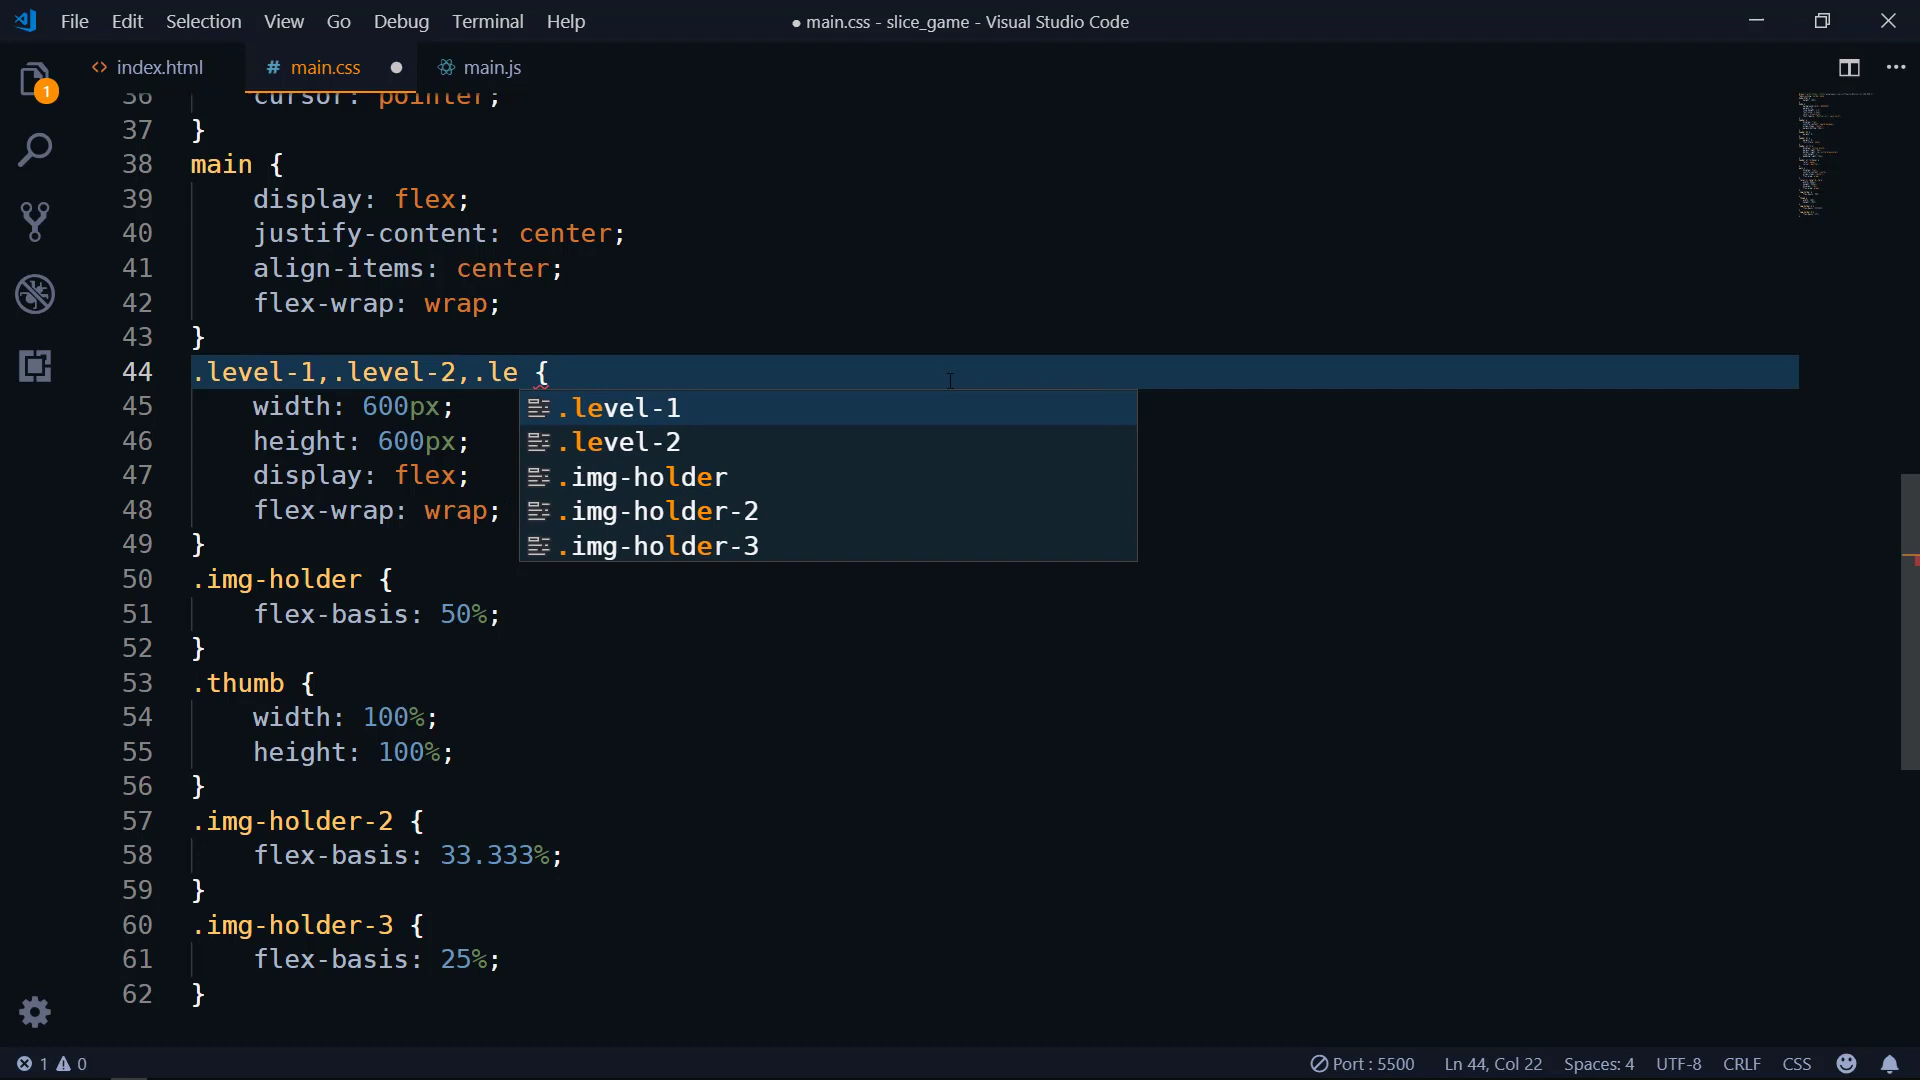 File Edit Selection View Go Debug Terminal Help
● main.css - slice_game - Visual Studio Code
index.html
# main.css
main.js
1
36 cursor: pointer;
37 }
38 main {
39 display: flex;
40 justify-content: center;
41 align-items: center;
42 flex-wrap: wrap;
43 }
44 .level-1,.level-2,.le {
45 width: 600px;
46 height: 600px;
47 display: flex;
48 flex-wrap: wrap;
49 }
50 .img-holder {
51 flex-basis: 50%;
52 }
53 .thumb {
54 width: 100%;
55 height: 100%;
56 }
57 .img-holder-2 {
58 flex-basis: 33.333%;
59 }
60 .img-holder-3 {
61 flex-basis: 25%;
62 }
.level-1
.level-2
.img-holder
.img-holder-2
.img-holder-3
1 0
Port : 5500 Ln 44, Col 22 Spaces: 4 UTF-8 CRLF CSS